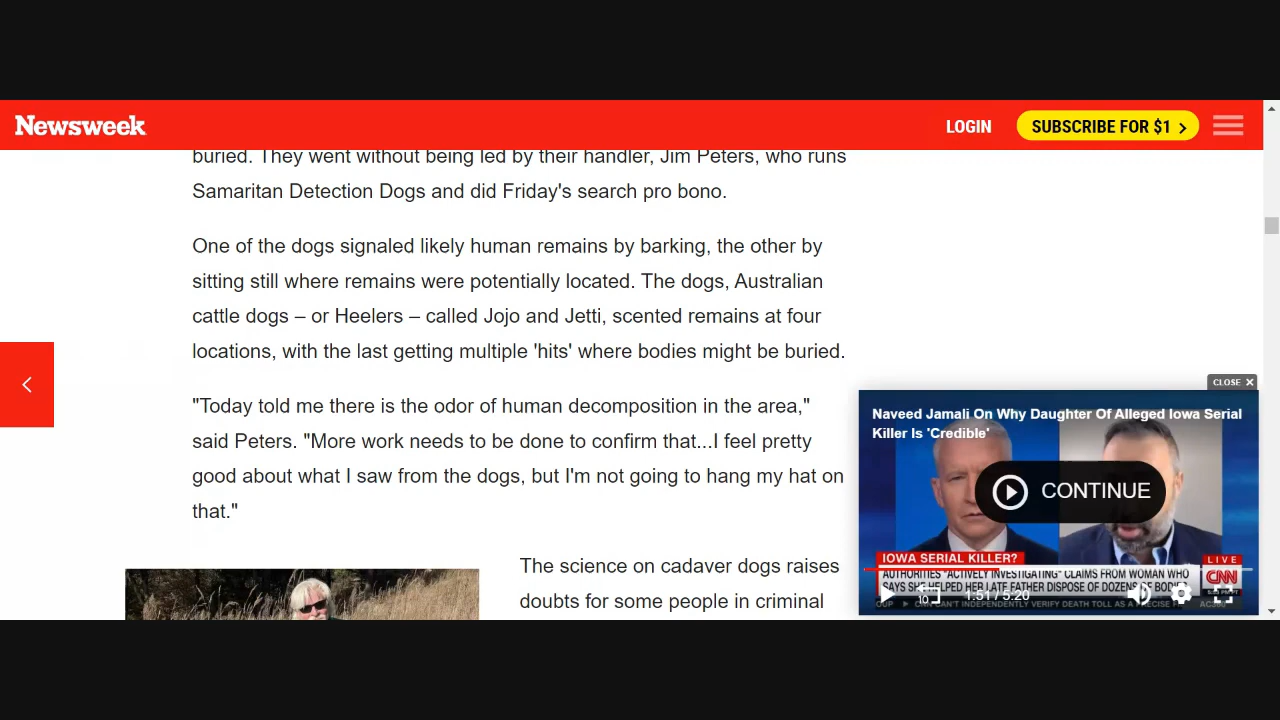 Newsweek
LOGIN
SUBSCRIBE FOR $1
buried. They went without being led by their handler, Jim Peters, who runs
Samaritan Detection Dogs and did Friday's search pro bono.
One of the dogs signaled likely human remains by barking, the other by
sitting still where remains were potentially located. The dogs, Australian
cattle dogs – or Heelers – called Jojo and Jetti, scented remains at four
locations, with the last getting multiple 'hits' where bodies might be buried.
"Today told me there is the odor of human decomposition in the area,"
said Peters. "More work needs to be done to confirm that...I feel pretty
good about what I saw from the dogs, but I'm not going to hang my hat on
that."
The science on cadaver dogs raises
doubts for some people in criminal
CLOSE X
Naveed Jamali On Why Daughter Of Alleged Iowa Serial
Killer Is 'Credible'
CONTINUE
IOWA SERIAL KILLER?
LIVE
AUTHORITIES "ACTIVELY INVESTIGATING" CLAIMS FROM WOMAN WHO
SAYS SHE HELPED HER LATE FATHER DISPOSE OF DOZENS OF BODIES
CNN
CNN CAN'T INDEPENDENTLY VERIFY DEATH TOLL AS A PRECISE
10
1:51 / 5:20